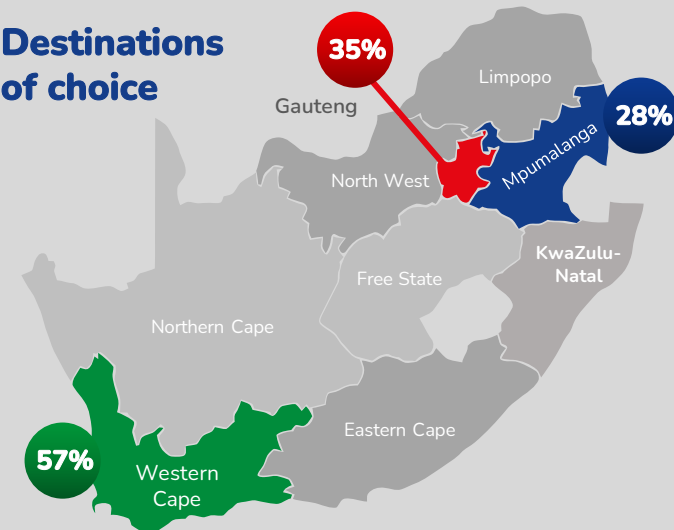 Destinations
of choice
35%
Limpopo
Gauteng
28%
Mpumalanga
North West
KwaZulu-
Natal
Free State
Northern Cape
Eastern Cape
57%
Western
Cape